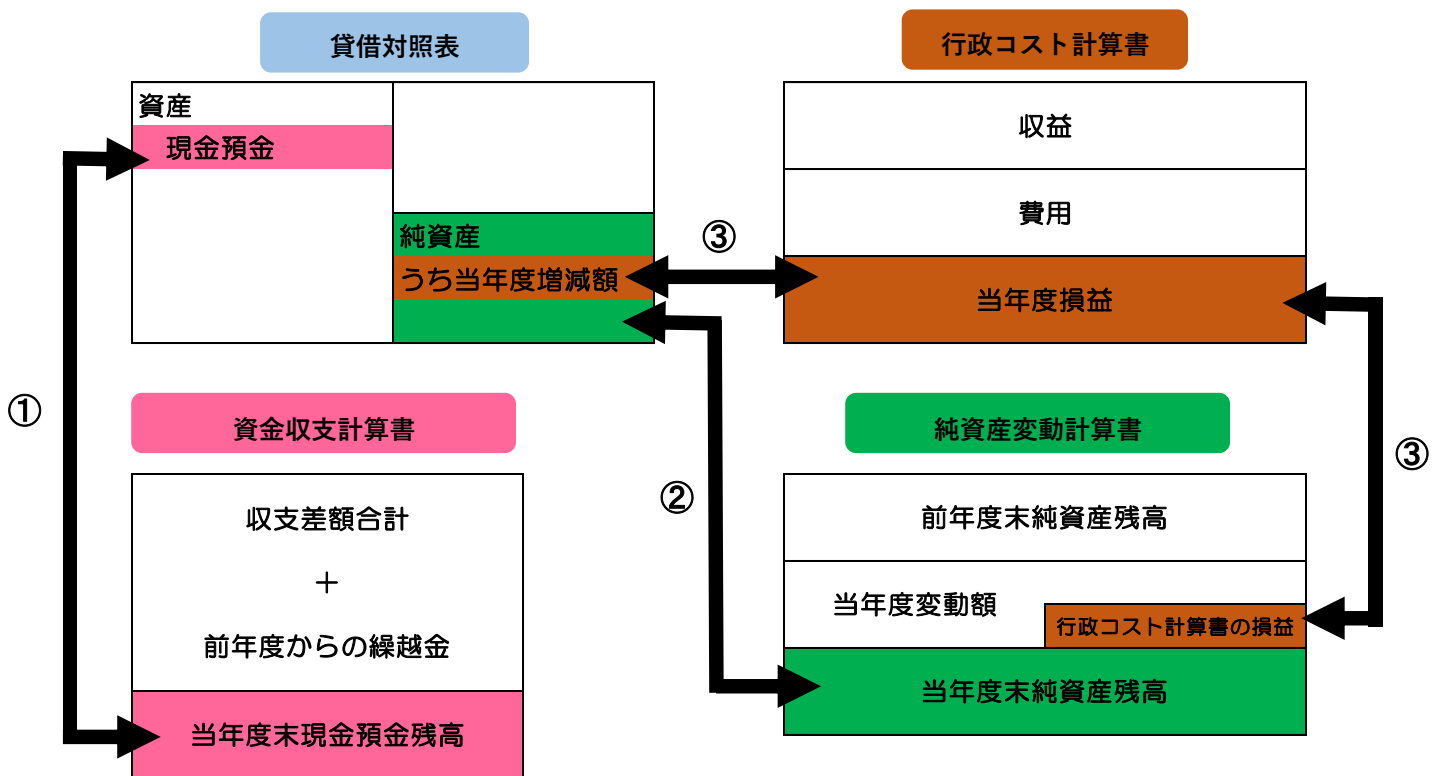 貸借対照表
資産
現金預金
純資産
うち当年度増減額
行政コスト計算書
収益
費用
当年度損益
③
①
②
③
資金収支計算書
収支差額合計
＋
前年度からの繰越金
当年度末現金預金残高
純資産変動計算書
前年度末純資産残高
当年度変動額
行政コスト計算書の損益
当年度末純資産残高